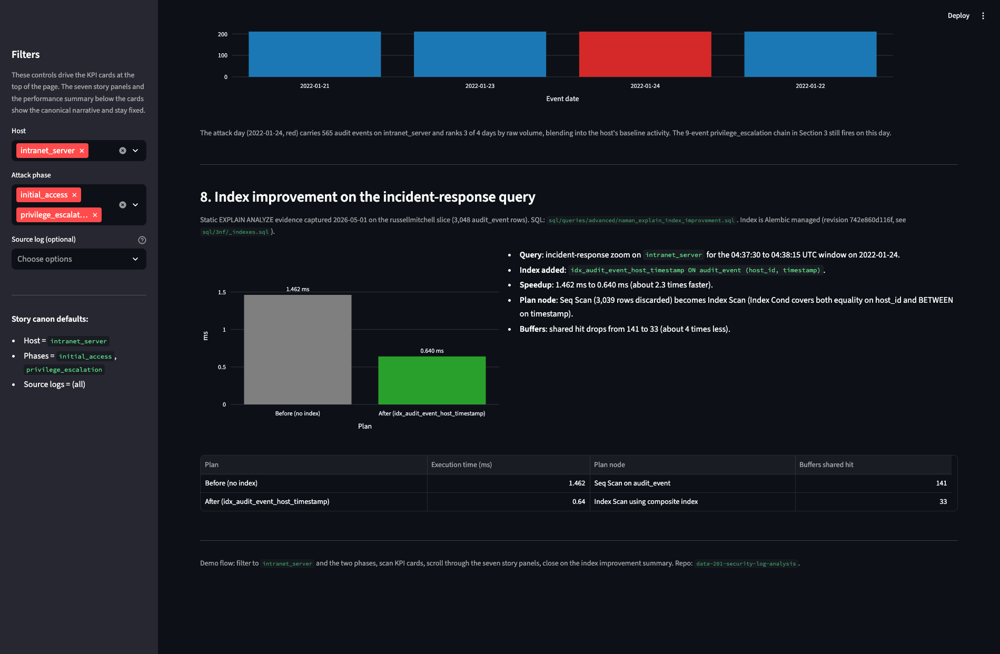 Deploy
Filters
These controls drive the KPI cards at the
top of the page. The seven story panels and
the performance summary below the cards
show the canonical narrative and stay fixed.
Host
intranet_server
Attack phase
initial_access
privilege_escalat...
Source log (optional)
Choose options
Story canon defaults:
Host = intranet_server
Phases = initial_access ,
privilege_escalation
Source logs = (all)
200
100
0
2022-01-21
2022-01-23
2022-01-24
2022-01-22
Event date
The attack day (2022-01-24, red) carries 565 audit events on intranet_server and ranks 3 of 4 days by raw volume, blending into the host's baseline activity. The 9-event privilege_escalation chain in Section 3 still fires on this day.
8. Index improvement on the incident-response query
Static EXPLAIN ANALYZE evidence captured 2026-05-01 on the russellmitchell slice (3,048 audit_event rows). SQL: sql/queries/advanced/naman_explain_index_improvement.sql . Index is Alembic managed (revision 742e860d116f, see
sql/3nf/_indexes.sql ).
1.5
1
0.5
0
ms
1.462 ms
0.640 ms
Before (no index)
After (idx_audit_event_host_timestamp)
Plan
Query: incident-response zoom on intranet_server for the 04:37:30 to 04:38:15 UTC window on 2022-01-24.
Index added: idx_audit_event_host_timestamp ON audit_event (host_id, timestamp) .
Speedup: 1.462 ms to 0.640 ms (about 2.3 times faster).
Plan node: Seq Scan (3,039 rows discarded) becomes Index Scan (Index Cond covers both equality on host_id and BETWEEN
on timestamp).
Buffers: shared hit drops from 141 to 33 (about 4 times less).
Plan Execution time (ms) Plan node Buffers shared hit
Before (no index) 1.462 Seq Scan on audit_event 141
After (idx_audit_event_host_timestamp) 0.64 Index Scan using composite index 33
Demo flow: filter to intranet_server and the two phases, scan KPI cards, scroll through the seven story panels, close on the index improvement summary. Repo: data-201-security-log-analysis .